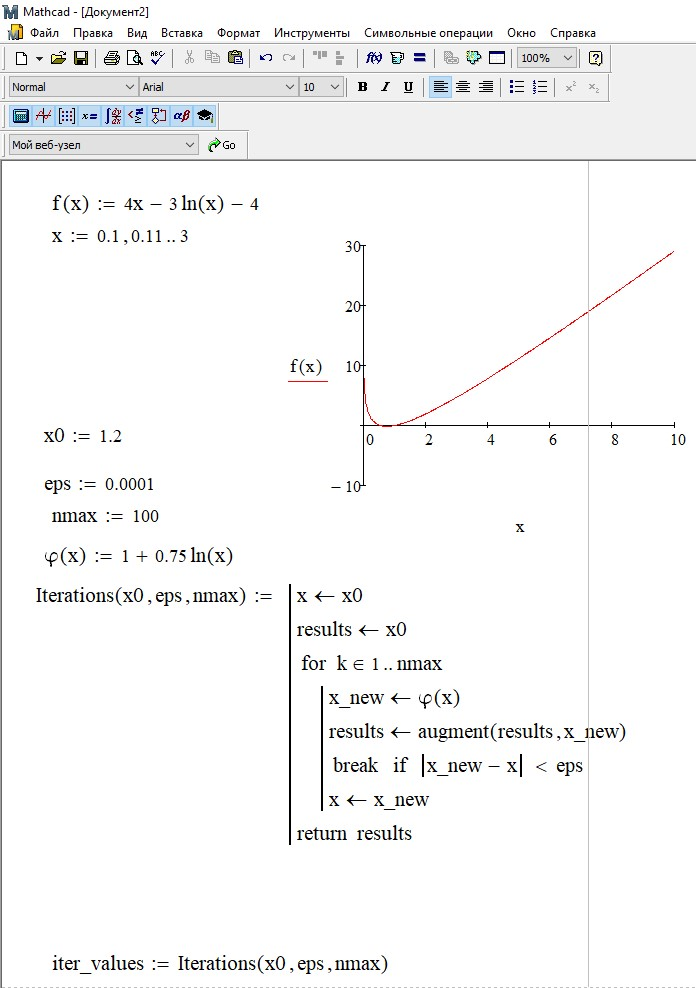 Mathcad - [Документ2]
Файл Правка Вид Вставка Формат Инструменты Символьные операции Окно Справка
100%
Normal Arial 10 B I U
Мой веб-узел Go
f(x) := 4x − 3 ln(x) − 4
x := 0.1 , 0.11 .. 3
30
20
f(x)
10
0 2 4 6 8 10
− 10
x
x0 := 1.2
eps := 0.0001
nmax := 100
φ(x) := 1 + 0.75 ln(x)
Iterations(x0 , eps , nmax) := x ← x0
results ← x0
for k ∈ 1 .. nmax
x_new ← φ(x)
results ← augment(results , x_new)
break if |x_new − x| < eps
x ← x_new
return results
iter_values := Iterations(x0 , eps , nmax)